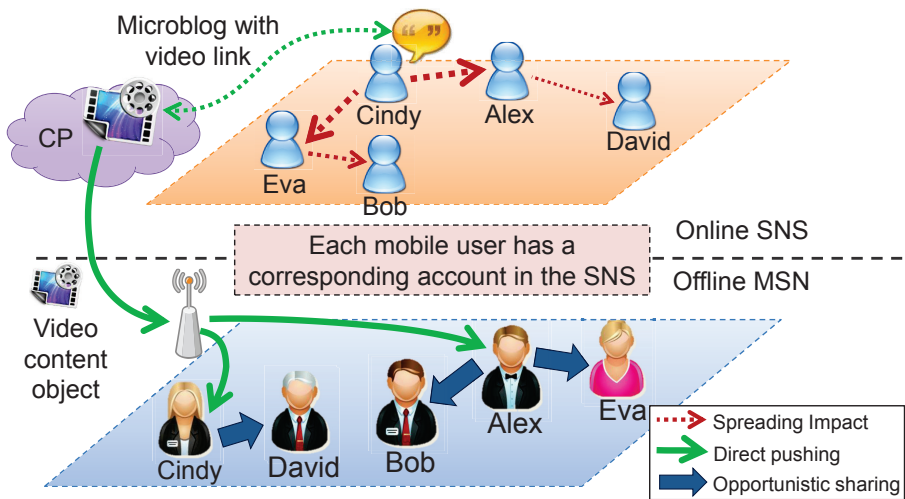 Microblog with
video link
CP
Cindy
Alex
David
Eva
Bob
Each mobile user has a
corresponding account in the SNS
Online SNS
Offline MSN
Video
content
object
Cindy
David
Bob
Alex
Eva
Spreading Impact
Direct pushing
Opportunistic sharing